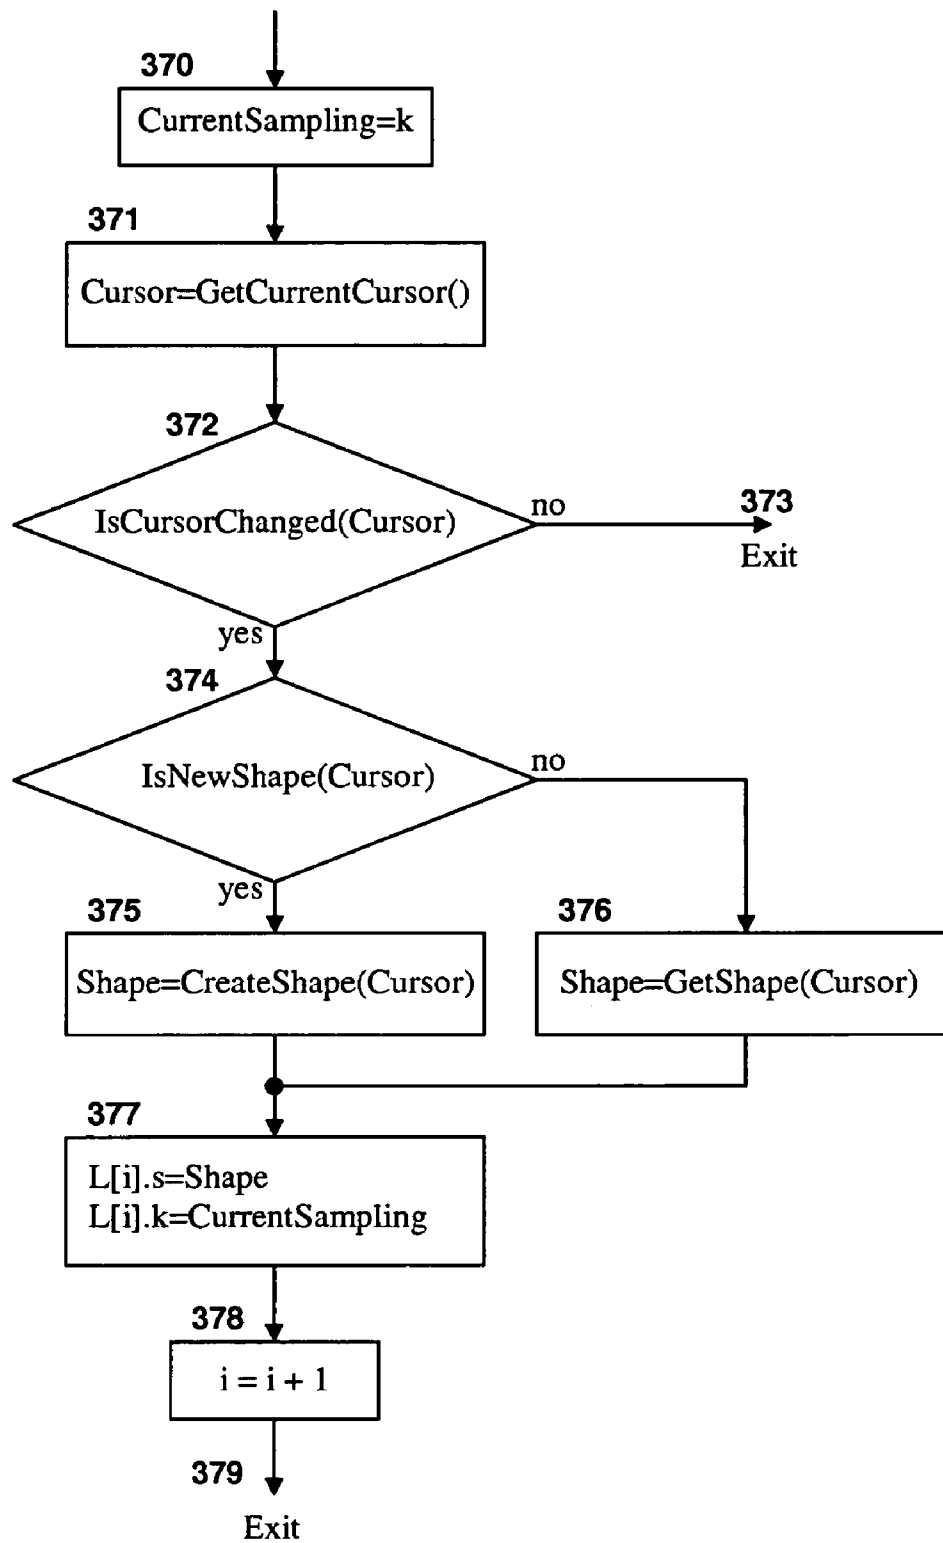 370
CurrentSampling=k
371
Cursor=GetCurrentCursor()
372
IsCursorChanged(Cursor)
no
373
Exit
yes
374
IsNewShape(Cursor)
no
yes
375
376
Shape=CreateShape(Cursor)
Shape=GetShape(Cursor)
377
L[i].s=Shape
L[i].k=CurrentSampling
378
i = i + 1
379
Exit